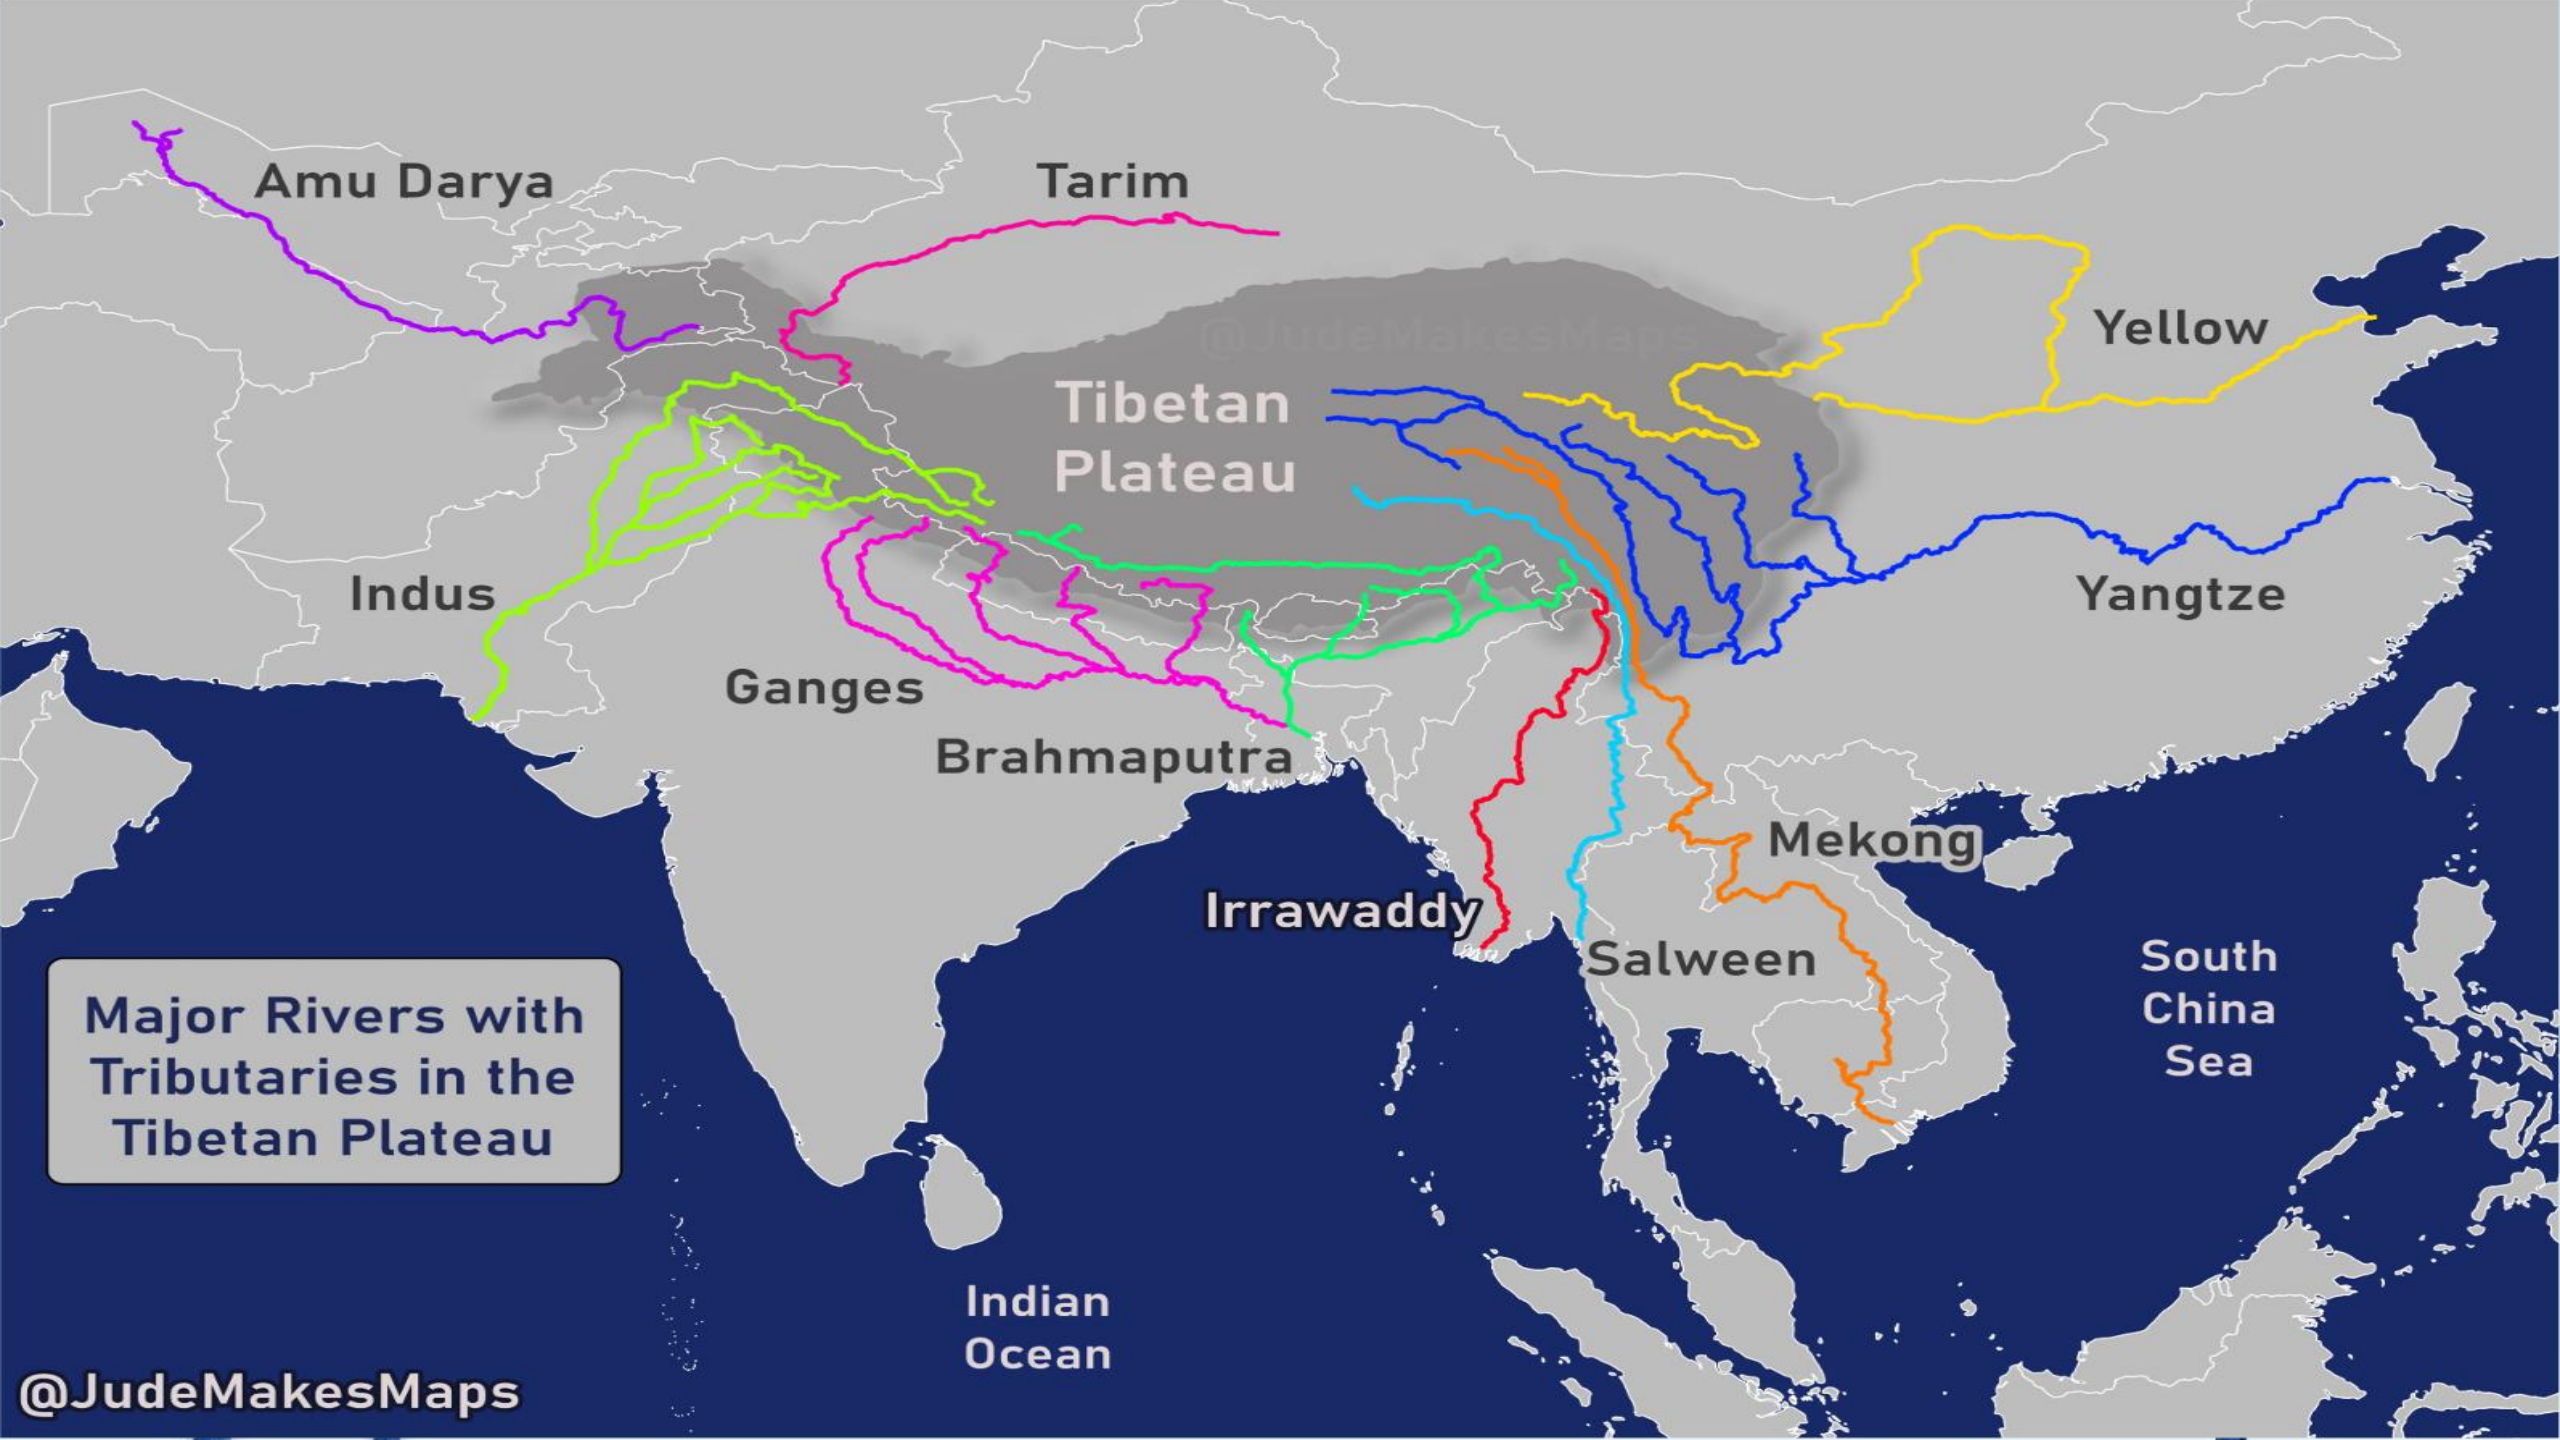 Amu Darya
Tarim
@JudeMakesMaps
Yellow
Tibetan
Plateau
Indus
Yangtze
Ganges
Brahmaputra
Mekong
Irrawaddy
Salween
South
China
Sea
Major Rivers with
Tributaries in the
Tibetan Plateau
Indian
Ocean
@JudeMakesMaps